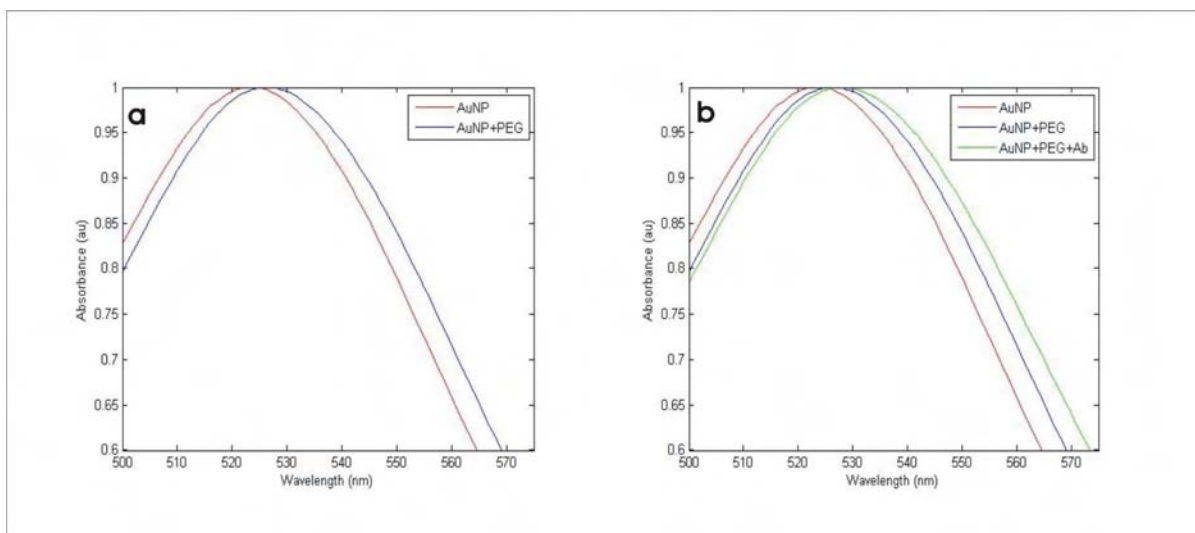 a
AuNP
AuNP+PEG
1
0.95
0.9
0.85
0.8
0.75
0.7
0.65
0.6
Absorbance (au)
500 510 520 530 540 550 560 570
Wavelength (nm)
b
AuNP
AuNP+PEG
AuNP+PEG+Ab
1
0.95
0.9
0.85
0.8
0.75
0.7
0.65
0.6
Absorbance (au)
500 510 520 530 540 550 560 570
Wavelength (nm)